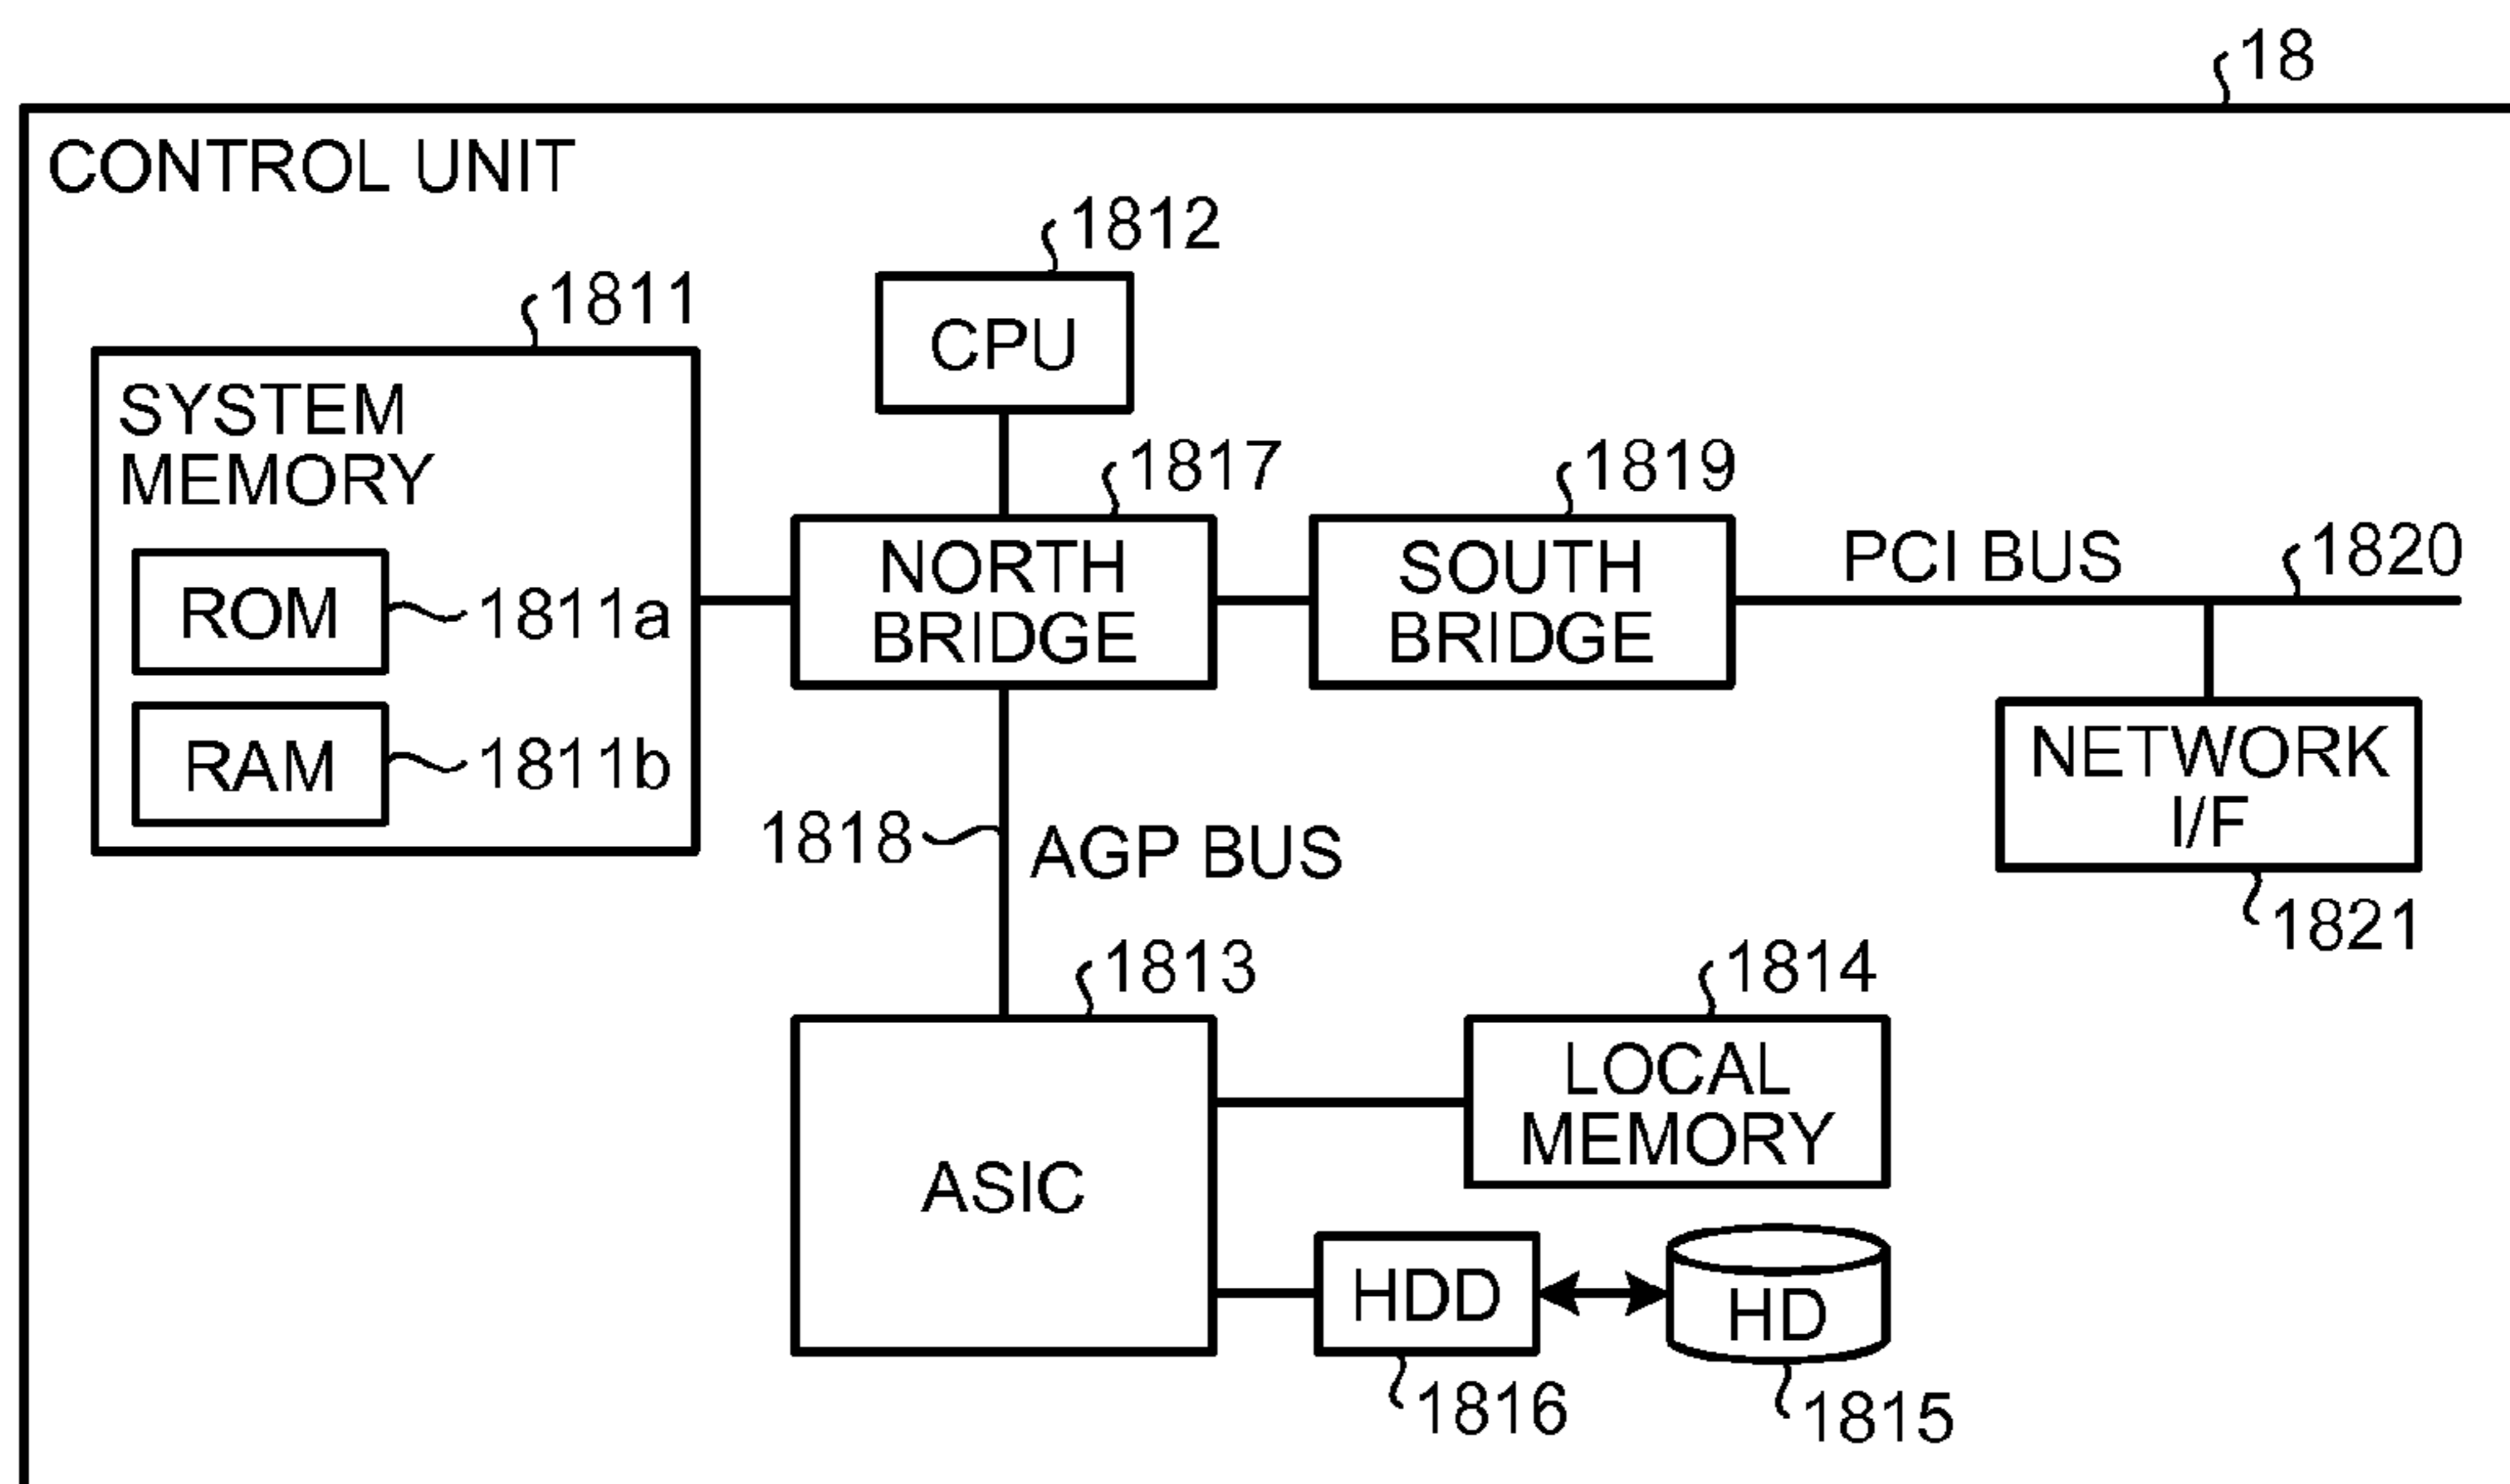 18
CONTROL UNIT
1812
CPU
1811
SYSTEM
MEMORY
ROM
1811a
RAM
1811b
1817
NORTH
BRIDGE
1819
SOUTH
BRIDGE
PCI BUS
1820
NETWORK
I/F
1821
1818
AGP BUS
1813
ASIC
1814
LOCAL
MEMORY
HDD
1816
HD
1815